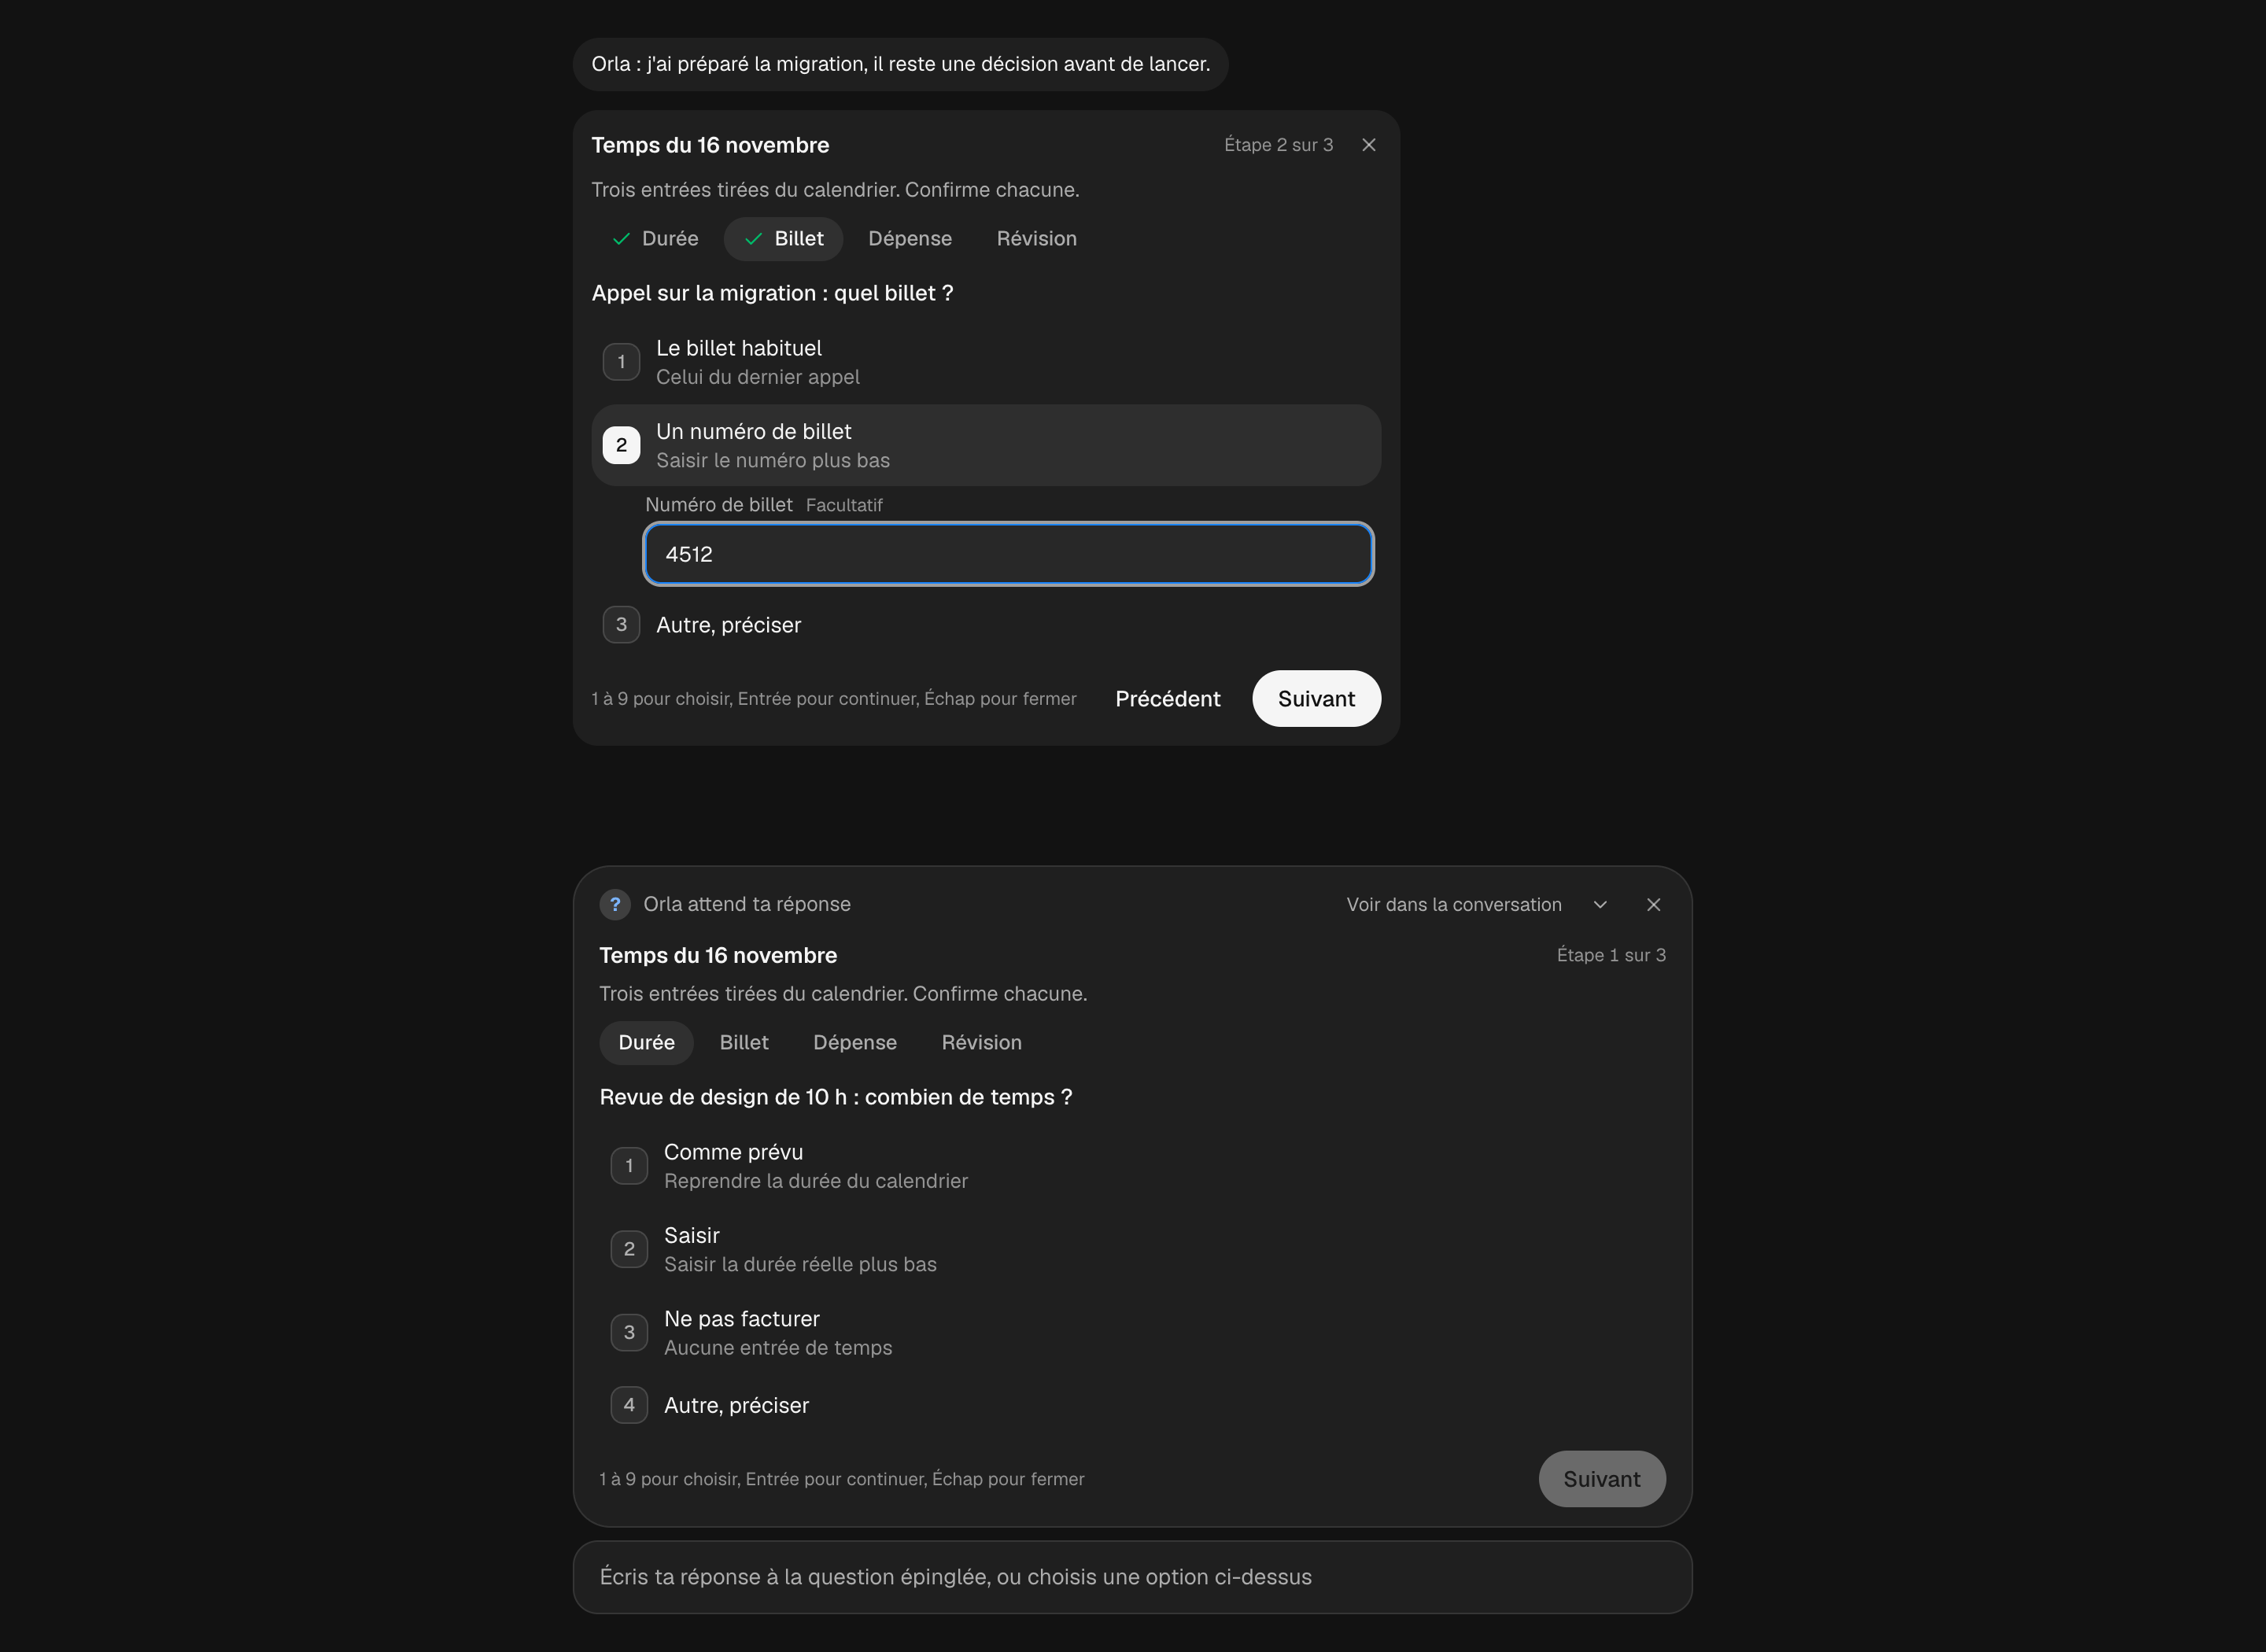 Orla : j'ai préparé la migration, il reste une décision avant de lancer.
Temps du 16 novembre
Étape 2 sur 3
Trois entrées tirées du calendrier. Confirme chacune.
Durée
Billet
Dépense
Révision
Appel sur la migration : quel billet ?
1
Le billet habituel
Celui du dernier appel
2
Un numéro de billet
Saisir le numéro plus bas
Numéro de billet Facultatif
4512
3
Autre, préciser
1 à 9 pour choisir, Entrée pour continuer, Échap pour fermer
Précédent
Suivant
?
Orla attend ta réponse
Voir dans la conversation
Temps du 16 novembre
Étape 1 sur 3
Trois entrées tirées du calendrier. Confirme chacune.
Durée
Billet
Dépense
Révision
Revue de design de 10 h : combien de temps ?
1
Comme prévu
Reprendre la durée du calendrier
2
Saisir
Saisir la durée réelle plus bas
3
Ne pas facturer
Aucune entrée de temps
4
Autre, préciser
1 à 9 pour choisir, Entrée pour continuer, Échap pour fermer
Suivant
Écris ta réponse à la question épinglée, ou choisis une option ci-dessus